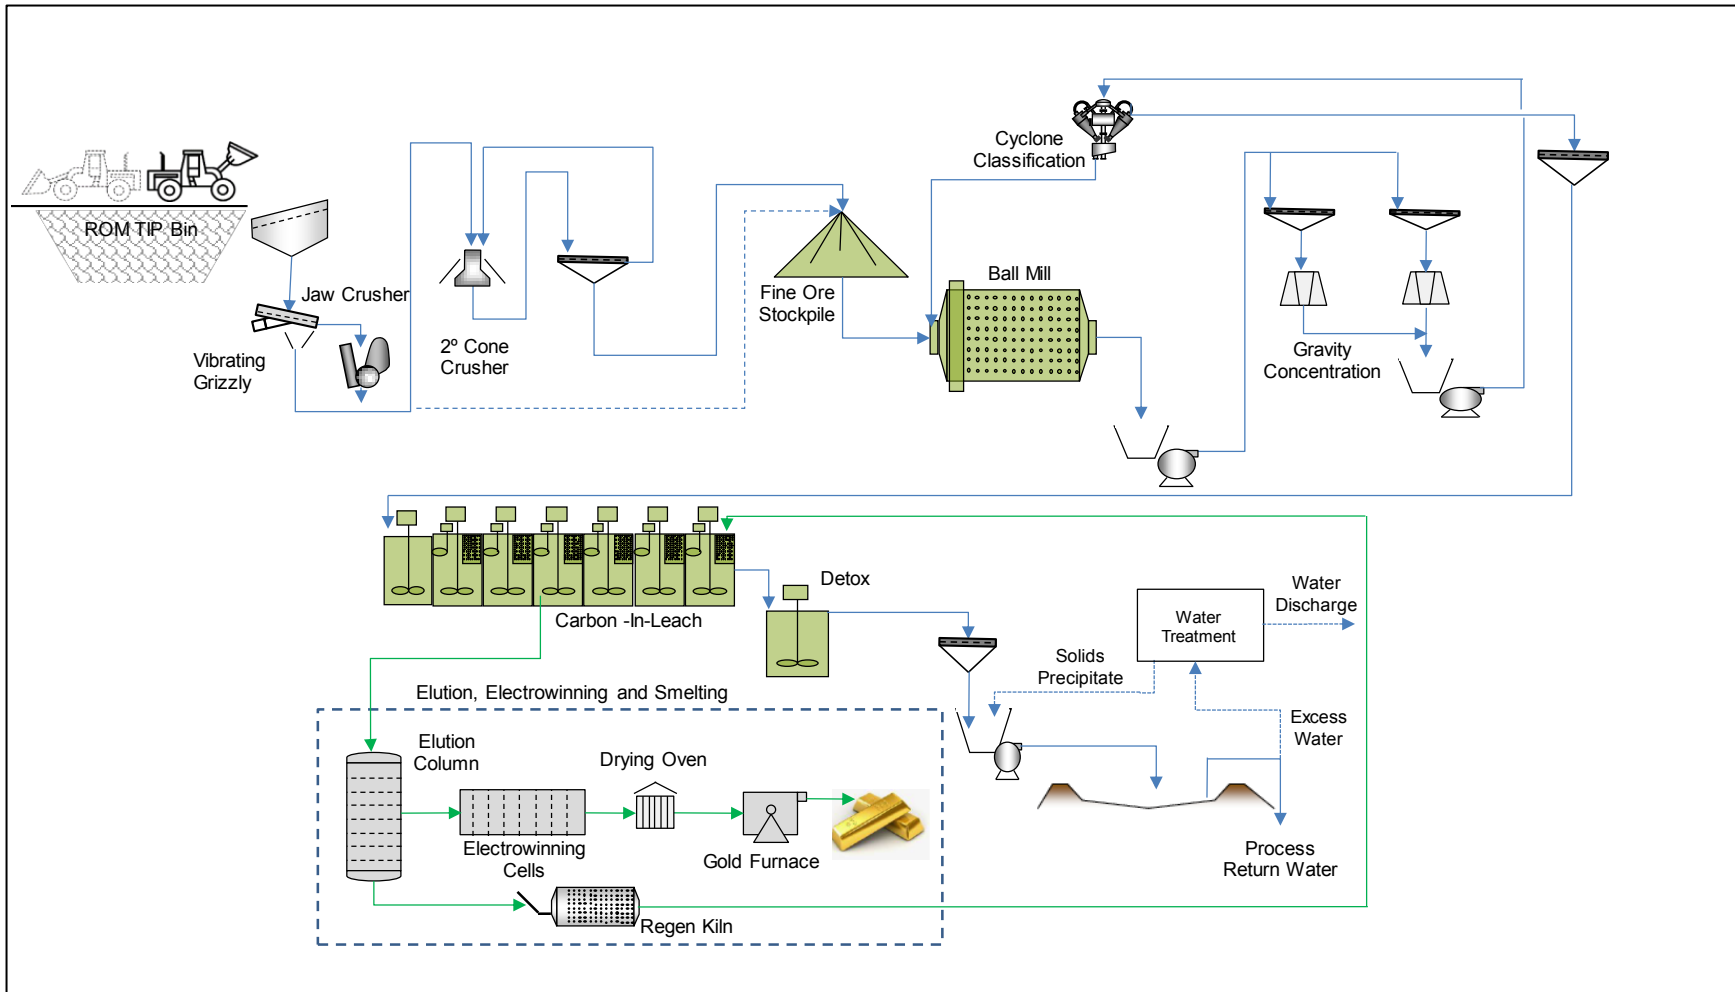 Cyclone
Classification
ROM TIP Bin
Jaw Crusher
Vibrating
Grizzly
2º Cone
Crusher
Fine Ore
Stockpile
Ball Mill
Gravity
Concentration
Carbon -In-Leach
Detox
Water
Treatment
Water
Discharge
Solids
Precipitate
Excess
Water
Process
Return Water
Elution, Electrowinning and Smelting
Elution
Column
Electrowinning
Cells
Drying Oven
Gold Furnace
Regen Kiln